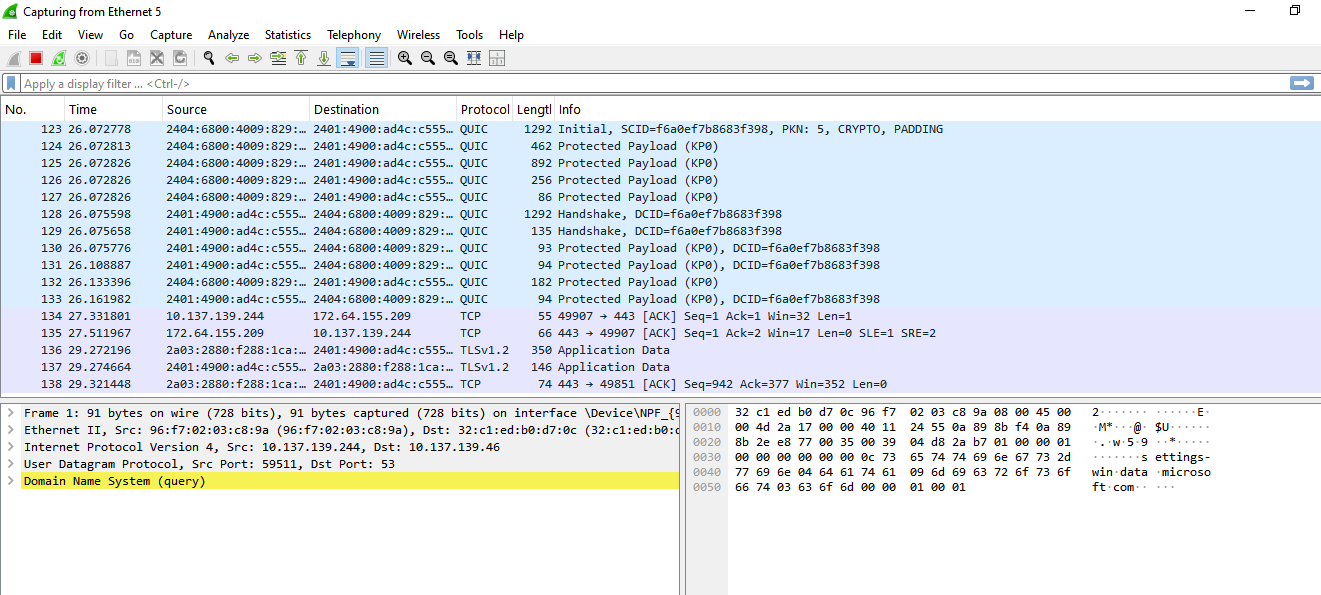 Capturing from Ethernet 5
File Edit View Go Capture Analyze Statistics Telephony Wireless Tools Help
Apply a display filter ... <Ctrl-/>
No. Time Source Destination Protocol Lengtl Info
123 26.072778 2404:6800:4009:829:… 2401:4900:ad4c:c555… QUIC 1292 Initial, SCID=f6a0ef7b8683f398, PKN: 5, CRYPTO, PADDING
124 26.072813 2404:6800:4009:829:… 2401:4900:ad4c:c555… QUIC 462 Protected Payload (KP0)
125 26.072826 2404:6800:4009:829:… 2401:4900:ad4c:c555… QUIC 892 Protected Payload (KP0)
126 26.072826 2404:6800:4009:829:… 2401:4900:ad4c:c555… QUIC 256 Protected Payload (KP0)
127 26.072826 2404:6800:4009:829:… 2401:4900:ad4c:c555… QUIC 86 Protected Payload (KP0)
128 26.075598 2401:4900:ad4c:c555… 2404:6800:4009:829:… QUIC 1292 Handshake, DCID=f6a0ef7b8683f398
129 26.075658 2401:4900:ad4c:c555… 2404:6800:4009:829:… QUIC 135 Handshake, DCID=f6a0ef7b8683f398
130 26.075776 2401:4900:ad4c:c555… 2404:6800:4009:829:… QUIC 93 Protected Payload (KP0), DCID=f6a0ef7b8683f398
131 26.108887 2401:4900:ad4c:c555… 2404:6800:4009:829:… QUIC 94 Protected Payload (KP0), DCID=f6a0ef7b8683f398
132 26.133396 2404:6800:4009:829:… 2401:4900:ad4c:c555… QUIC 182 Protected Payload (KP0)
133 26.161982 2401:4900:ad4c:c555… 2404:6800:4009:829:… QUIC 94 Protected Payload (KP0), DCID=f6a0ef7b8683f398
134 27.331801 10.137.139.244 172.64.155.209 TCP 55 49907 → 443 [ACK] Seq=1 Ack=1 Win=32 Len=1
135 27.511967 172.64.155.209 10.137.139.244 TCP 66 443 → 49907 [ACK] Seq=1 Ack=2 Win=17 Len=0 SLE=1 SRE=2
136 29.272196 2a03:2880:f288:1ca:… 2401:4900:ad4c:c555… TLSv1.2 350 Application Data
137 29.274664 2401:4900:ad4c:c555… 2a03:2880:f288:1ca:… TLSv1.2 146 Application Data
138 29.321448 2a03:2880:f288:1ca:… 2401:4900:ad4c:c555… TCP 74 443 → 49851 [ACK] Seq=942 Ack=377 Win=352 Len=0
Frame 1: 91 bytes on wire (728 bits), 91 bytes captured (728 bits) on interface \Device\NPF_{9
Ethernet II, Src: 96:f7:02:03:c8:9a (96:f7:02:03:c8:9a), Dst: 32:c1:ed:b0:d7:0c (32:c1:ed:b0:d
Internet Protocol Version 4, Src: 10.137.139.244, Dst: 10.137.139.46
User Datagram Protocol, Src Port: 59511, Dst Port: 53
Domain Name System (query)
0000 32 c1 ed b0 d7 0c 96 f7 02 03 c8 9a 08 00 45 00 2······· ······E·
0010 00 4d 2a 17 00 00 40 11 24 55 0a 89 8b f4 0a 89 ·M*···@· $U······
0020 8b 2e e8 77 00 35 00 39 04 d8 2a b7 01 00 00 01 ·.·w·5·9 ··*·····
0030 00 00 00 00 00 00 0c 73 65 74 74 69 6e 67 73 2d ·······s ettings-
0040 77 69 6e 04 64 61 74 61 09 6d 69 63 72 6f 73 6f win·data ·microso
0050 66 74 03 63 6f 6d 00 00 01 00 01 ft·com·· ···